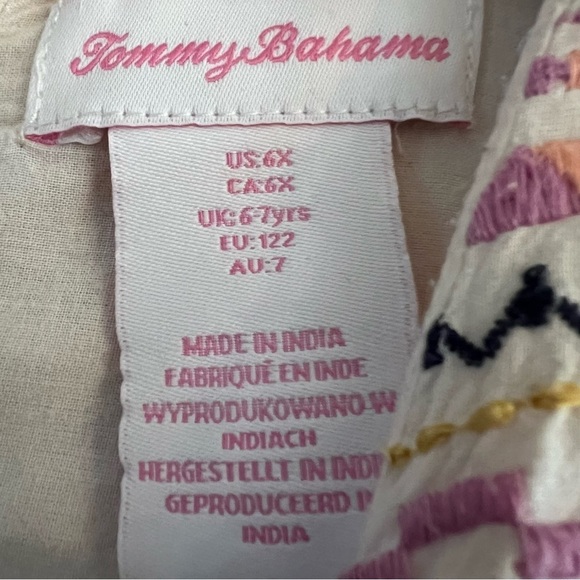 Tommy Bahama
US:6X
CA:6X
UK:6-7yrs
EU:122
AU:7
MADE IN INDIA
FABRIQUÉ EN INDE
WYPRODUKOWANO W
INDIACH
HERGESTELLT IN
GEPRODUCEERD
INDIA